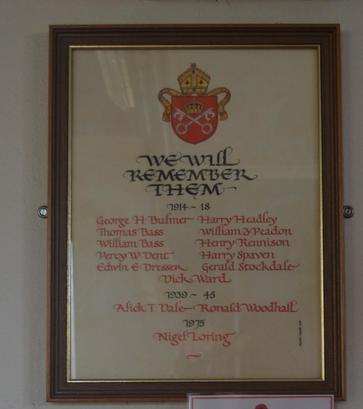 We Will
Remember
Them
1914 - 18
George H Bulmer Harry Headley
Thomas Bass William J Peadon
William Bass Henry Rennison
Percy W Dent Harry Spaven
Edwin E Dresser Gerald Stockdale
Dick Ward
1939 - 45
Alick T Dale Ronald Woodhall
1975
Nigel Loring